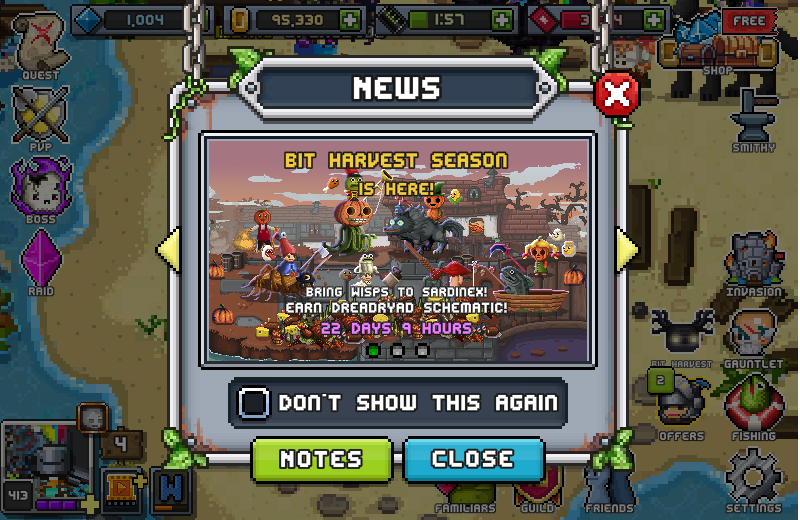 1,004
95,330
1:57
FREE
QUEST
SHOP
NEWS
PVP
SMITHY
BIT HARVEST SEASON
IS HERE!
BOSS
RAID
INVASION
BRING WISPS TO SARDINEX!
EARN DREADRYAD SCHEMATIC!
22 DAYS 9 HOURS
BIT HARVEST
GAUNTLET
2
DON'T SHOW THIS AGAIN
OFFERS
FISHING
4
NOTES
CLOSE
413
W
FAMILIARS
GUILD
FRIENDS
SETTINGS